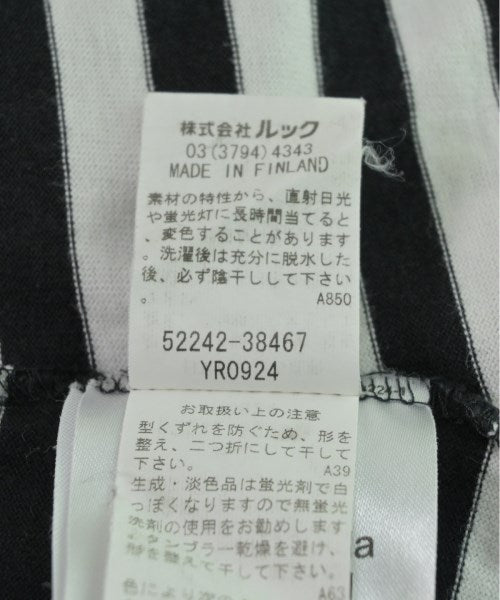 株式会社 ルック
03(3794)4343
MADE IN FINLAND
素材の特性から、直射日光
や蛍光灯に長時間当てると
、変色することがあります
。洗濯後は充分に脱水した
後、必ず陰干しして下さい
。
A850
52242-38467
YR0924
お取扱い上の注意
型くずれを防ぐため、形を
整え、二つ折にして干して
下さい。
A39
生成・淡色品は蛍光剤で白
っぽくなりますので無蛍光
洗剤の使用をお勧めします
タンブラー乾燥を避け、
形を整えて干して下さい
A63
色により次の
a